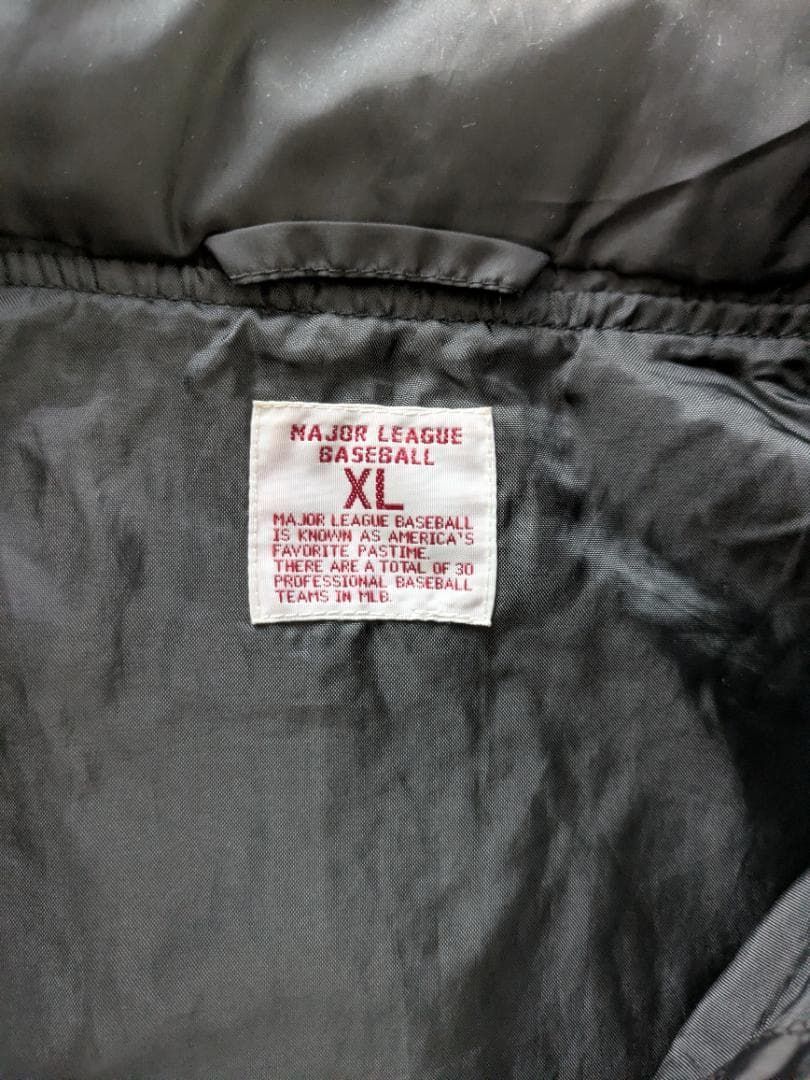 MAJOR LEAGUE
BASEBALL
XL
MAJOR LEAGUE BASEBALL
IS KNOWN AS AMERICA'S
FAVORITE PASTIME.
THERE ARE A TOTAL OF 30
PROFESSIONAL BASEBALL
TEAMS IN MLB.